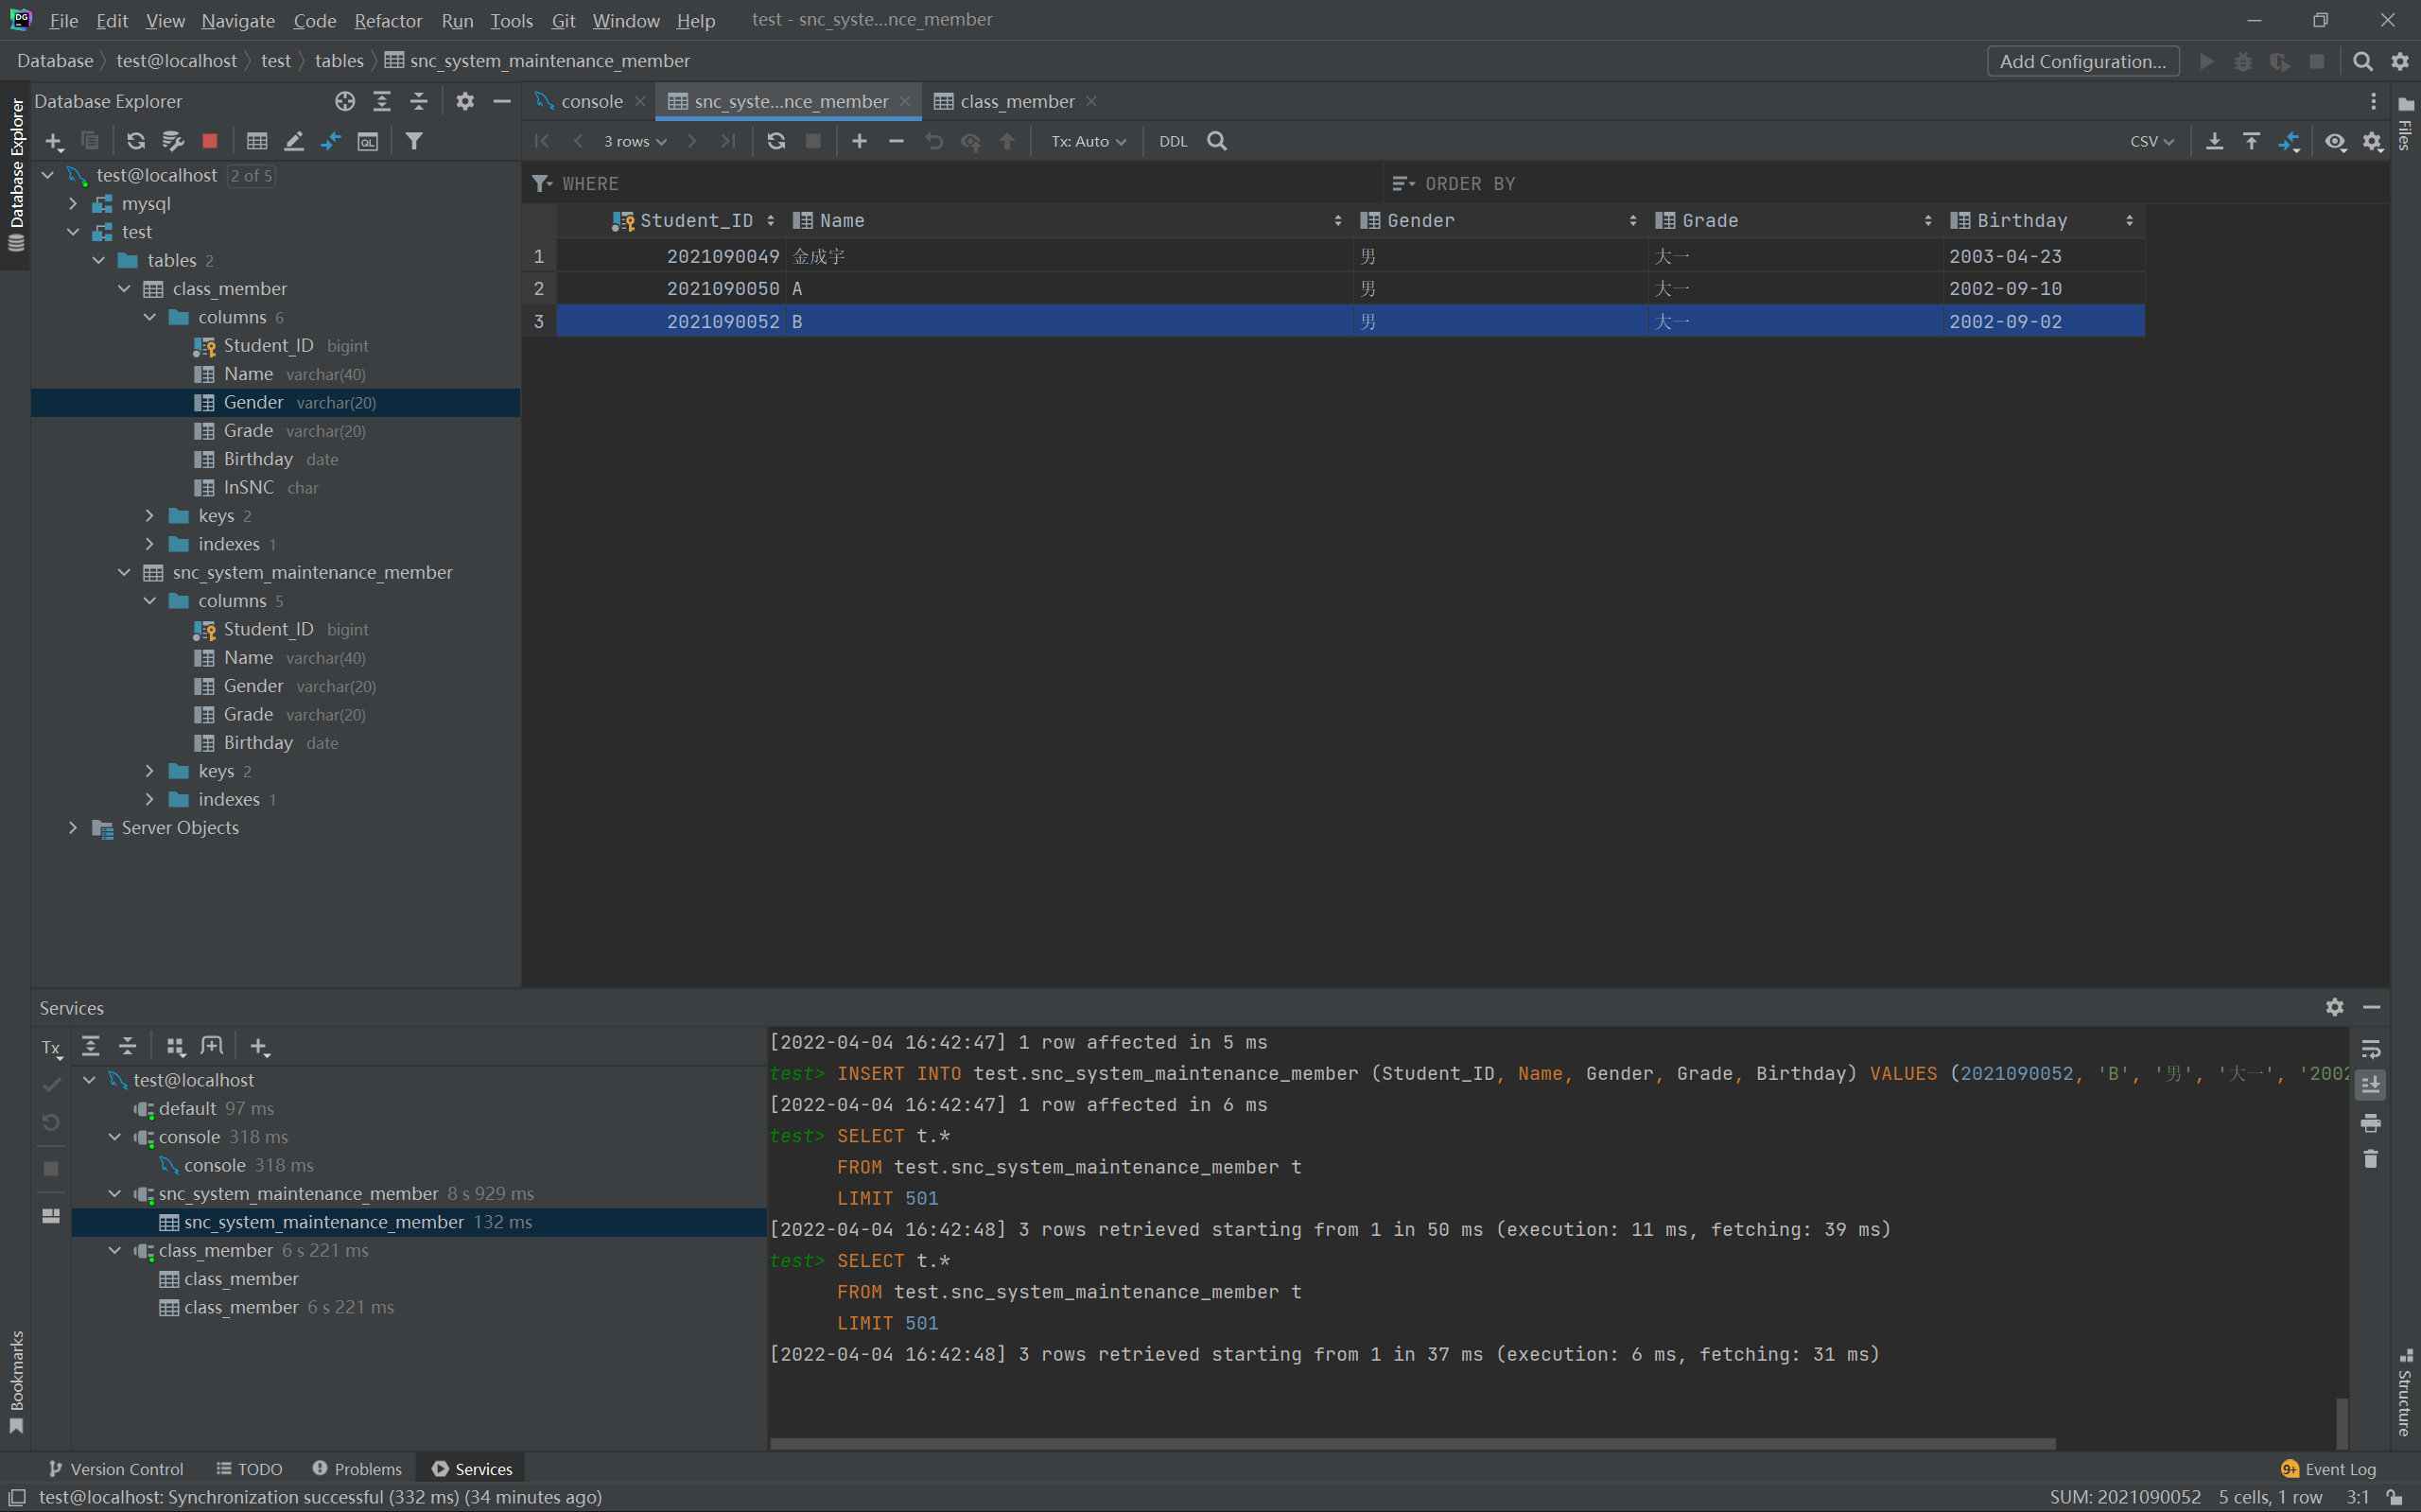 File Edit View Navigate Code Refactor Run Tools Git Window Help test - snc_syste...nce_member
Database test@localhost test tables snc_system_maintenance_member Add Configuration...
Database Explorer
Database Explorer
console snc_syste...nce_member class_member
Files
3 rows Tx: Auto DDL CSV
WHERE ORDER BY
test@localhost 2 of 5
mysql
test
tables 2
class_member
columns 6
Student_ID bigint
Name varchar(40)
Gender varchar(20)
Grade varchar(20)
Birthday date
InSNC char
keys 2
indexes 1
snc_system_maintenance_member
columns 5
Student_ID bigint
Name varchar(40)
Gender varchar(20)
Grade varchar(20)
Birthday date
keys 2
indexes 1
Server Objects
Student_ID Name Gender Grade Birthday
1 2021090049 金成宇 男 大一 2003-04-23
2 2021090050 A 男 大一 2002-09-10
3 2021090052 B 男 大一 2002-09-02
Services
Tx
test@localhost
default 97 ms
console 318 ms
console 318 ms
snc_system_maintenance_member 8 s 929 ms
snc_system_maintenance_member 132 ms
class_member 6 s 221 ms
class_member
class_member 6 s 221 ms
[2022-04-04 16:42:47] 1 row affected in 5 ms
test> INSERT INTO test.snc_system_maintenance_member (Student_ID, Name, Gender, Grade, Birthday) VALUES (2021090052, 'B', '男', '大一', '2002
[2022-04-04 16:42:47] 1 row affected in 6 ms
test> SELECT t.*
FROM test.snc_system_maintenance_member t
LIMIT 501
[2022-04-04 16:42:48] 3 rows retrieved starting from 1 in 50 ms (execution: 11 ms, fetching: 39 ms)
test> SELECT t.*
FROM test.snc_system_maintenance_member t
LIMIT 501
[2022-04-04 16:42:48] 3 rows retrieved starting from 1 in 37 ms (execution: 6 ms, fetching: 31 ms)
Bookmarks
Structure
Version Control TODO Problems Services 9+ Event Log
test@localhost: Synchronization successful (332 ms) (34 minutes ago) SUM: 2021090052 5 cells, 1 row 3:1